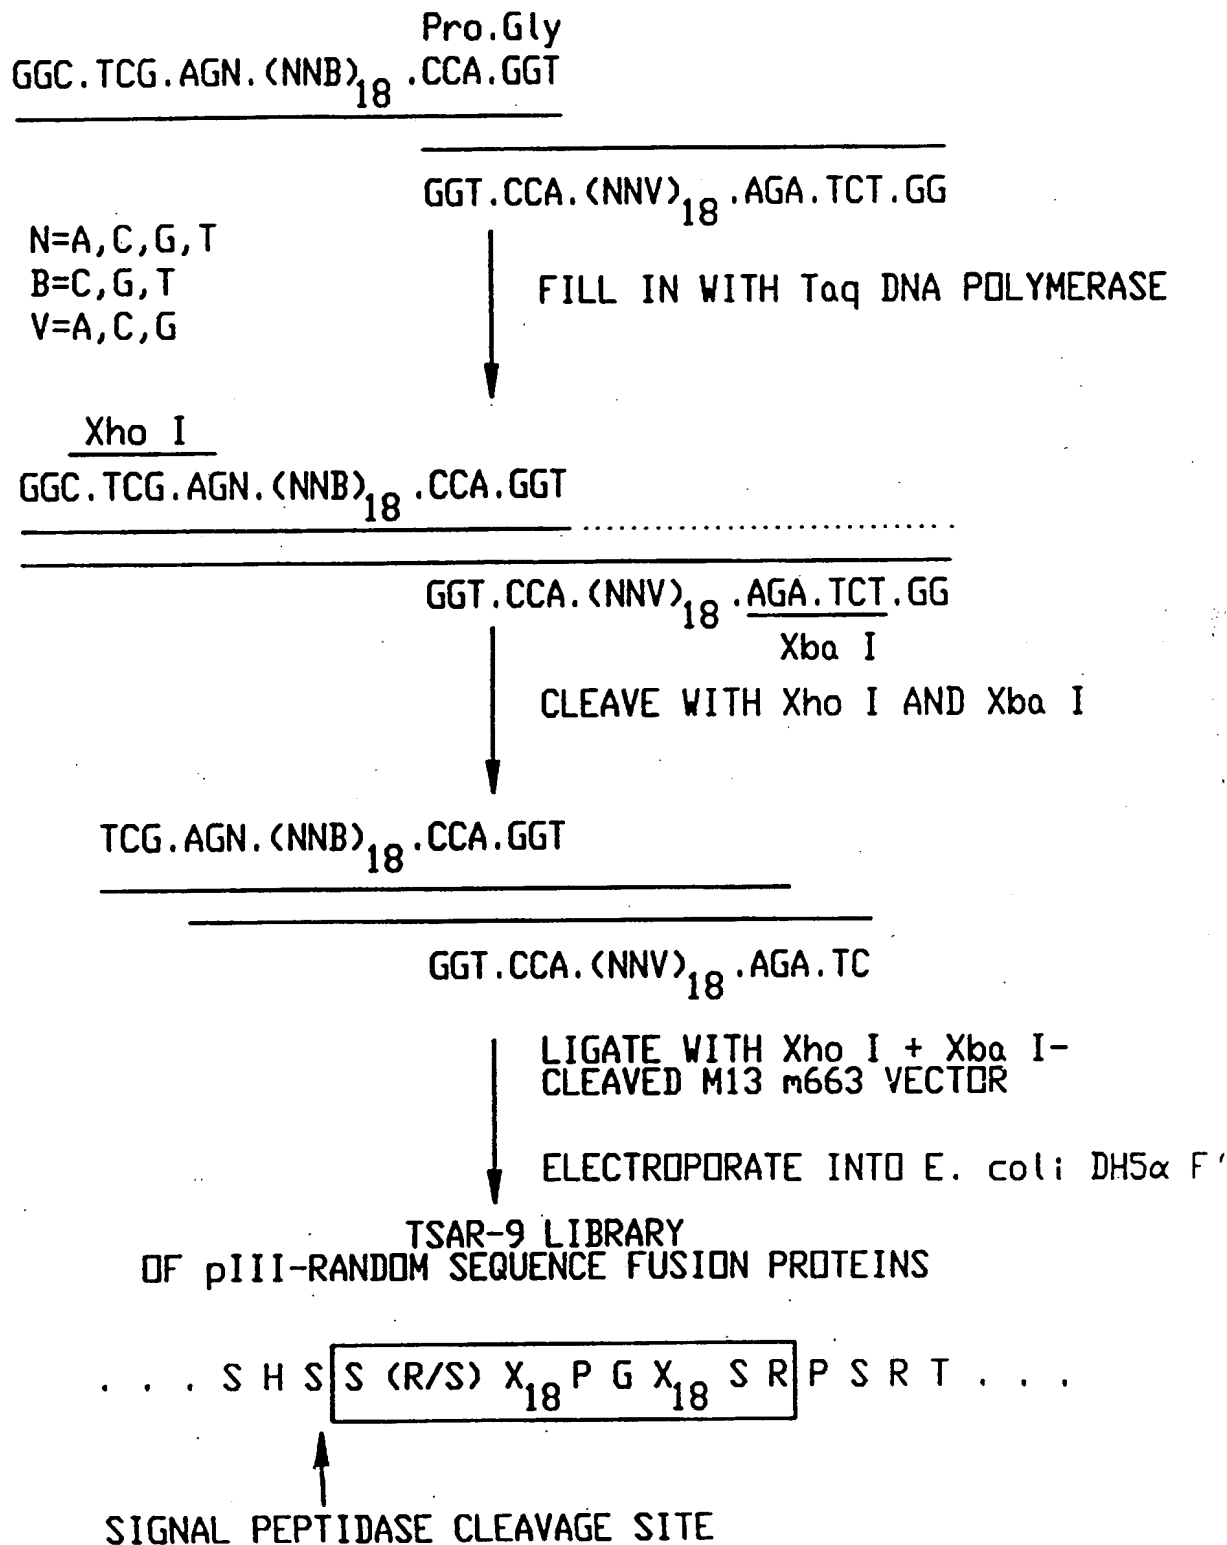 Pro.Gly
GGC.TCG.AGN.(NNB)18.CCA.GGT
GGT.CCA.(NNV)18.AGA.TCT.GG
N=A,C,G,T
B=C,G,T
V=A,C,G
FILL IN WITH Taq DNA POLYMERASE
Xho I
GGC.TCG.AGN.(NNB)18.CCA.GGT
GGT.CCA.(NNV)18.AGA.TCT.GG
Xba I
CLEAVE WITH Xho I AND Xba I
TCG.AGN.(NNB)18.CCA.GGT
GGT.CCA.(NNV)18.AGA.TC
LIGATE WITH Xho I + Xba I-
CLEAVED M13 m663 VECTOR
ELECTROPORATE INTO E. coli DH5α F'
TSAR-9 LIBRARY
OF pIII-RANDOM SEQUENCE FUSION PROTEINS
. . . S H S S (R/S) X18 P G X18 S R P S R T . . .
SIGNAL PEPTIDASE CLEAVAGE SITE